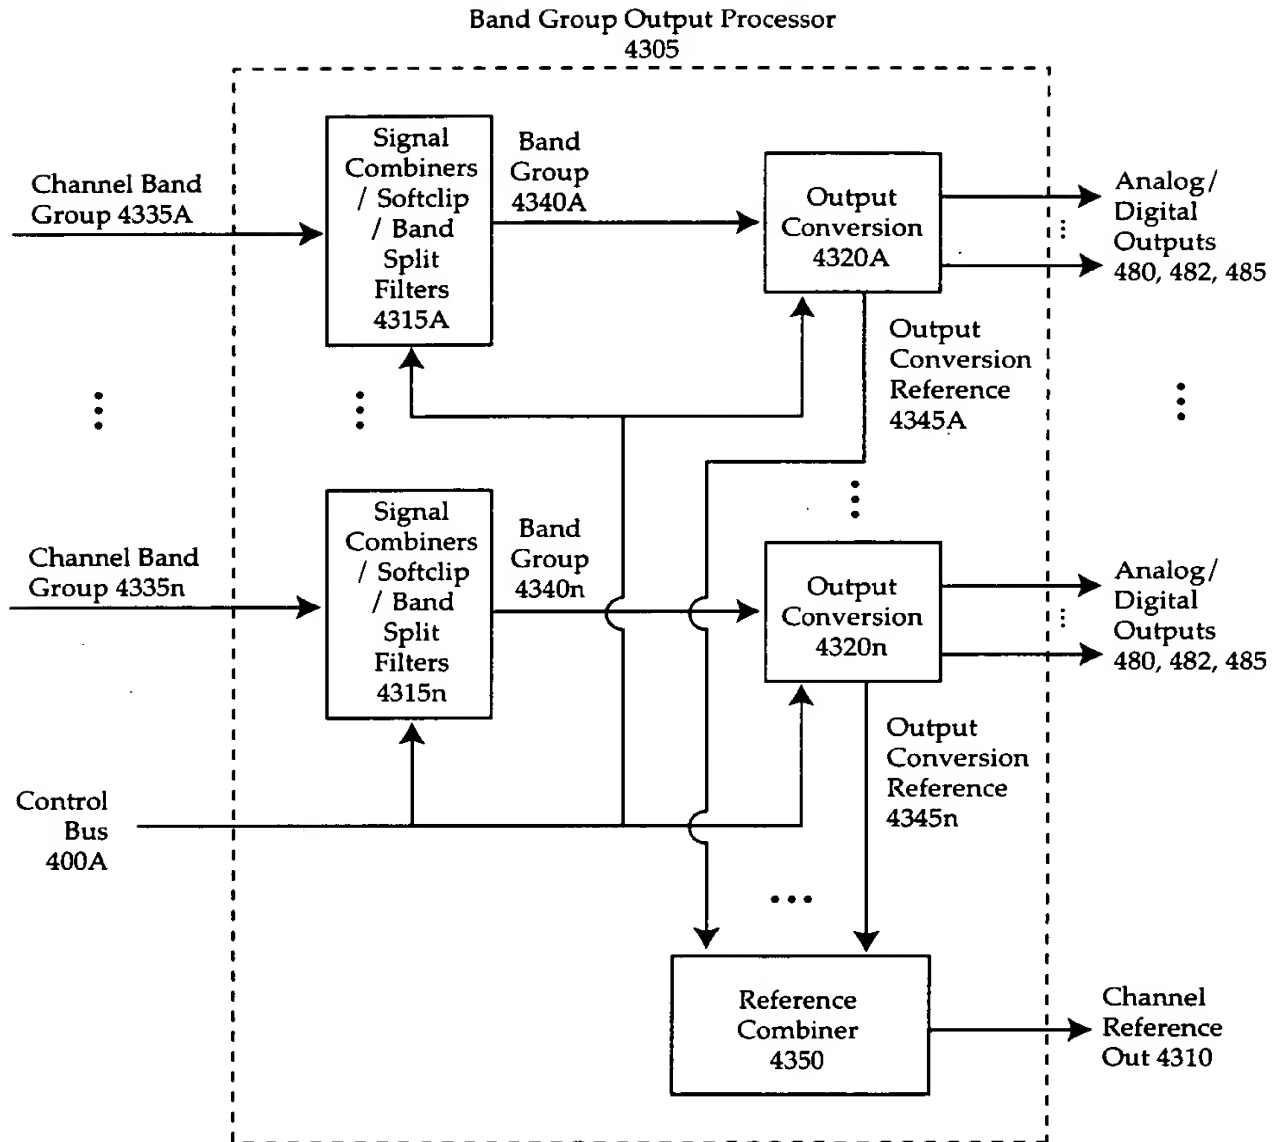 Band Group Output Processor
4305
Signal
Combiners
/ Softclip
/ Band
Split
Filters
4315A
Band
Group
4340A
Channel Band
Group 4335A
Output
Conversion
4320A
Analog/
Digital
Outputs
480, 482, 485
Output
Conversion
Reference
4345A
Signal
Combiners
/ Softclip
/ Band
Split
Filters
4315n
Band
Group
4340n
Channel Band
Group 4335n
Output
Conversion
4320n
Analog/
Digital
Outputs
480, 482, 485
Output
Conversion
Reference
4345n
Control
Bus
400A
Reference
Combiner
4350
Channel
Reference
Out 4310